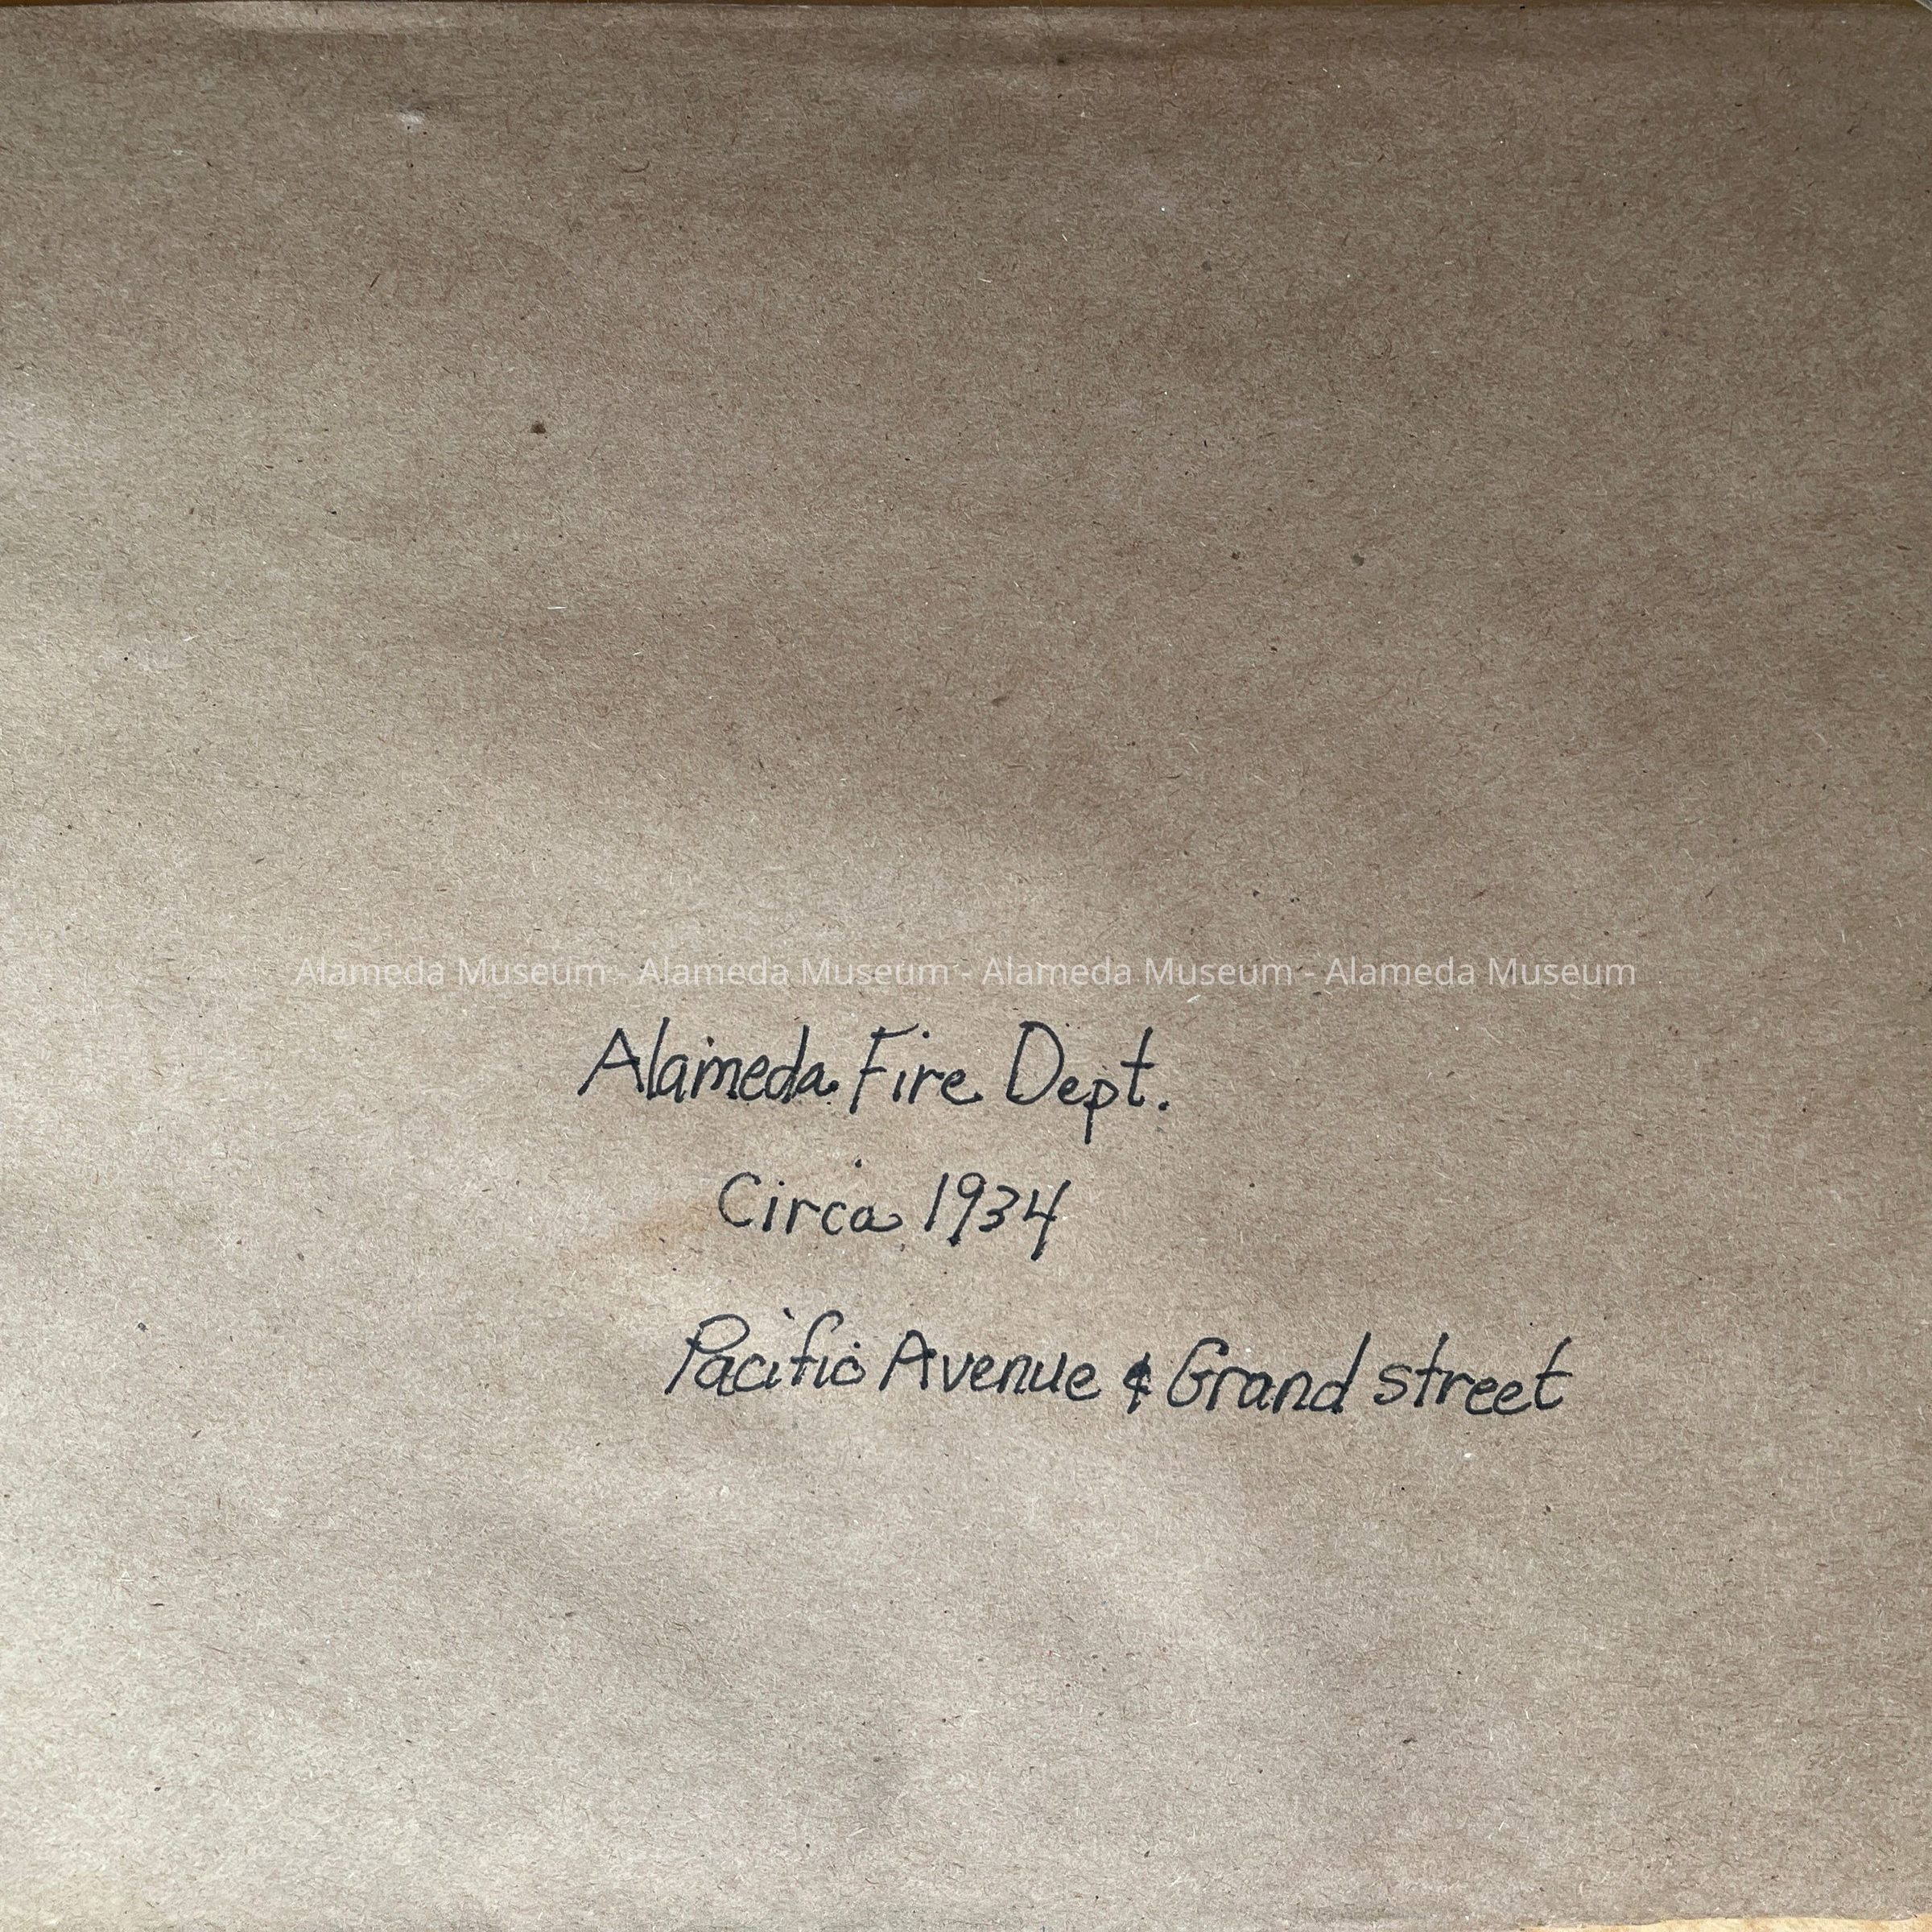 Alameda Museum - Alameda Museum - Alameda Museum - Alameda Museum
Alameda Fire Dept.
Circa 1934
Pacific Avenue & Grand street